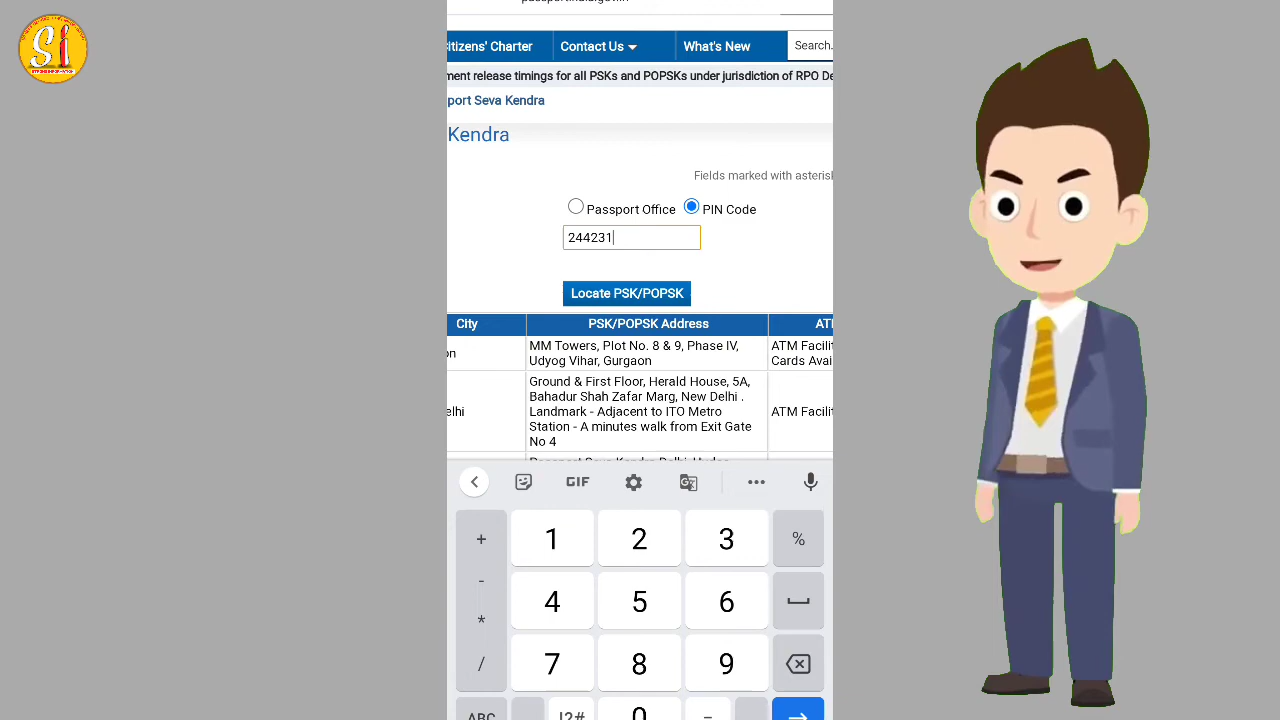 Si
itizens' Charter
Contact Us
What's New
Search.
ment release timings for all PSKs and POPSKs under jurisdiction of RPO De
port Seva Kendra
Kendra
Fields marked with asterisk
Passport Office
PIN Code
244231
Locate PSK/POPSK
City
PSK/POPSK Address
ATM
on
MM Towers, Plot No. 8 & 9, Phase IV,
Udyog Vihar, Gurgaon
ATM Facilit
Cards Avai
elhi
Ground & First Floor, Herald House, 5A,
Bahadur Shah Zafar Marg, New Delhi .
Landmark - Adjacent to ITO Metro
Station - A minutes walk from Exit Gate
No 4
ATM Facilit
GIF
+
1
2
3
%
-
4
5
6
*
/
7
8
9
ABC
!?#
0